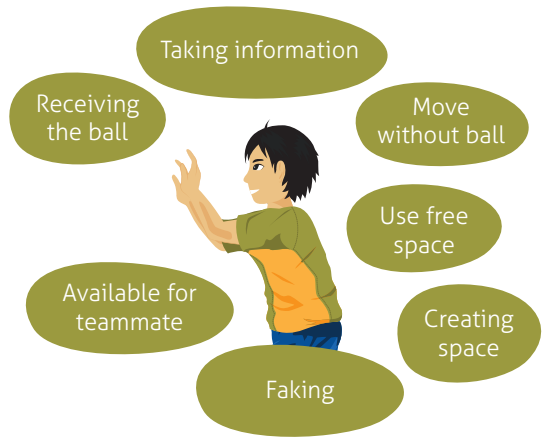 Taking information
Receiving
the ball
Move
without ball
Use free
space
Available for
teammate
Creating
space
Faking